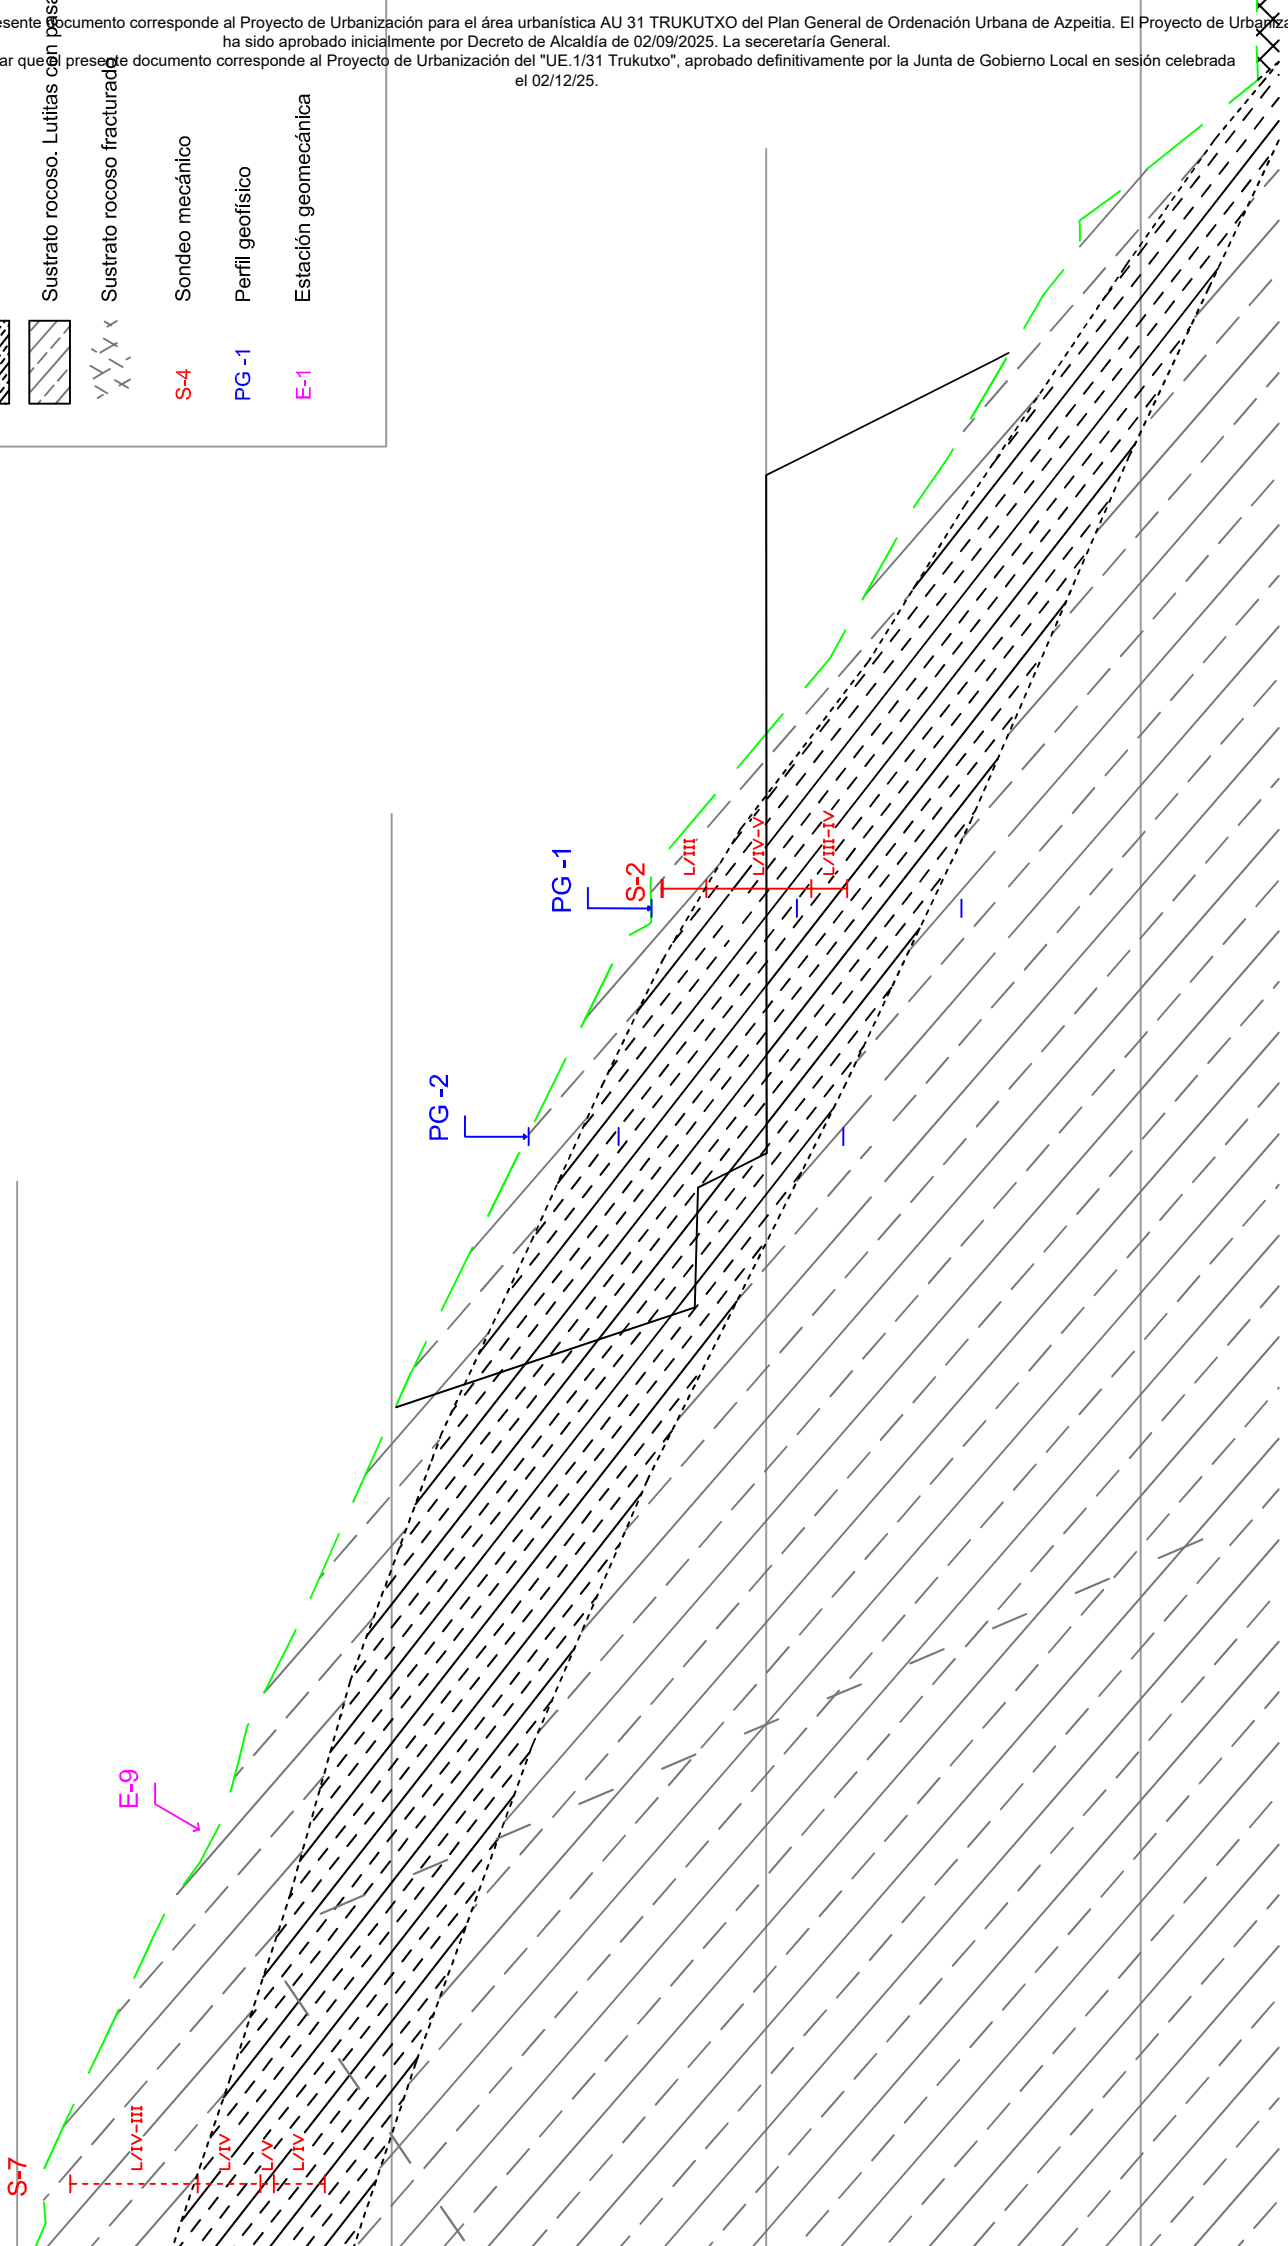 esente documento corresponde al Proyecto de Urbanización para el área urbanística AU 31 TRUKUTXO del Plan General de Ordenación Urbana de Azpeitia. El Proyecto de
ha sido aprobado inicialmente por Decreto de Alcaldía de 02/09/2025. La seceretaría General.
ar que el presente documento corresponde al Proyecto de Urbanización del "UE.1/31 Trukutxo", aprobado definitivamente por la Junta de Gobierno Local en sesión celebrada
el 02/12/25.
Sustrato rocoso. Lutitas con
Sustrato rocoso fracturado
S-4 Sondeo mecánico
PG -1 Perfil geofísico
E-1 Estación geomecánica
PG -1
S-2
L/III
L/IV-V
L/III-IV
PG -2
E-9
S-7
L/IV-III
L/IV
L/V
L/IV